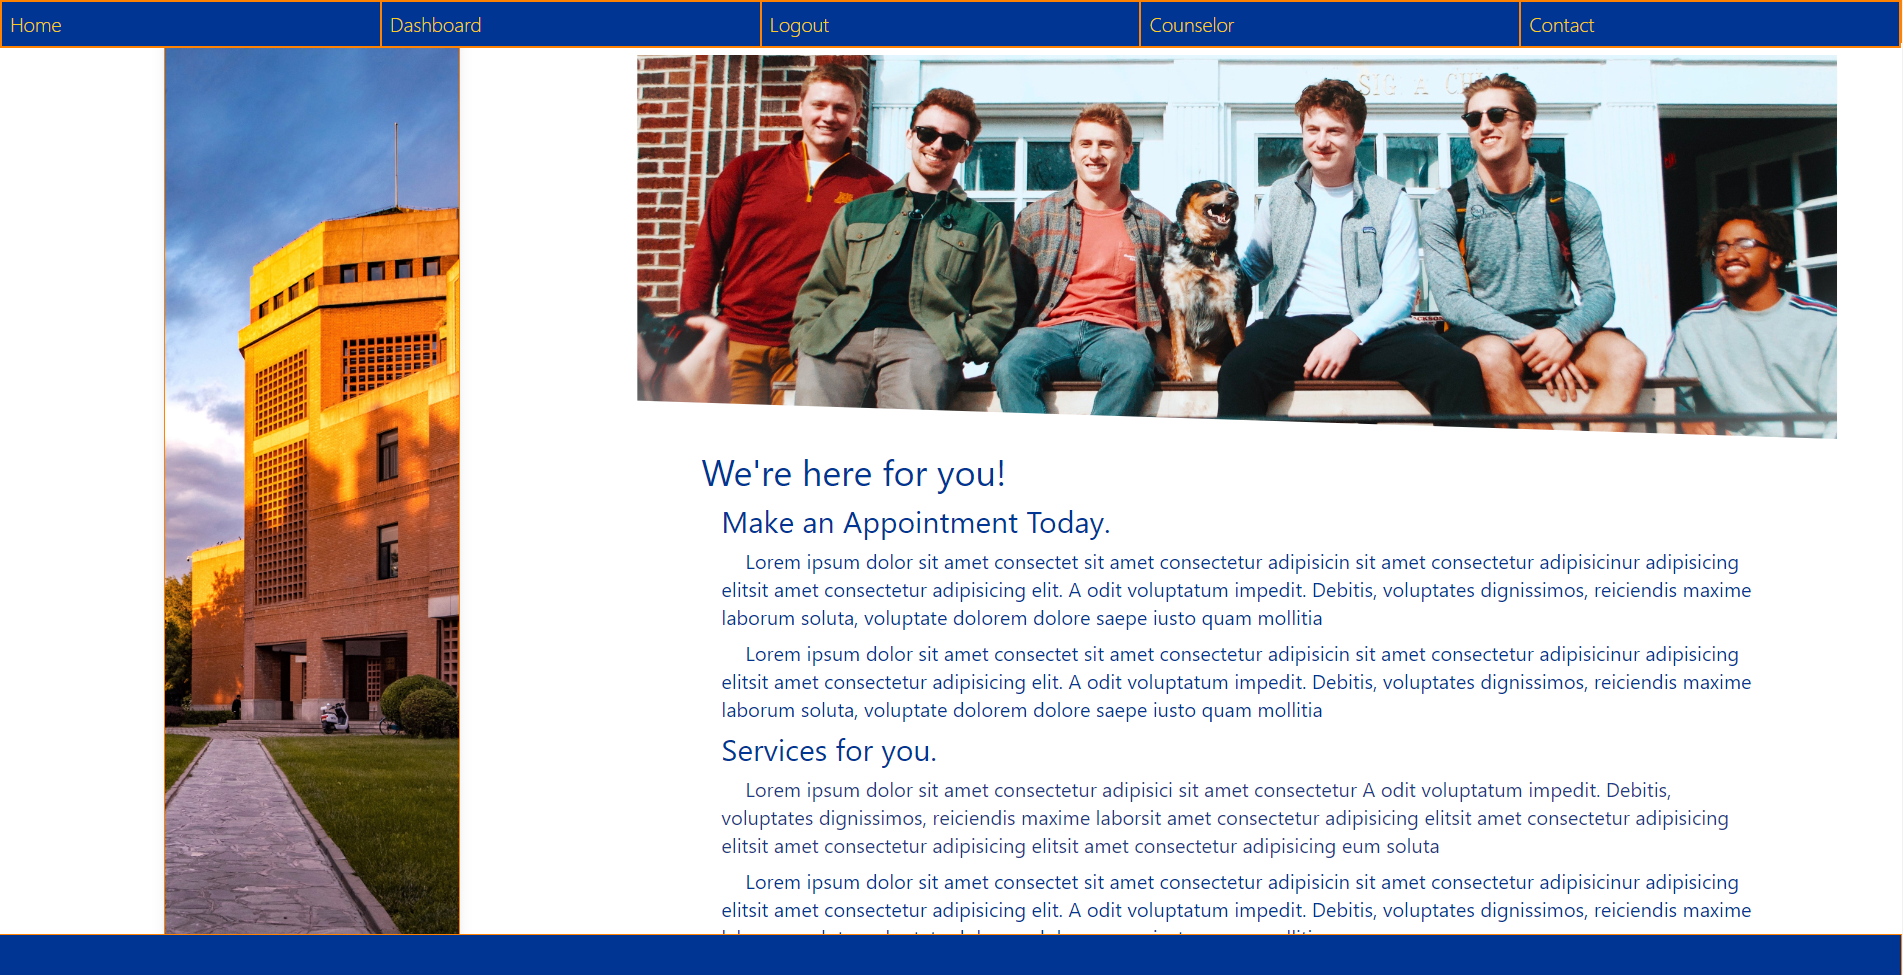 Home
Dashboard
Logout
Counselor
Contact
SIG A CH
We're here for you!
Make an Appointment Today.
Lorem ipsum dolor sit amet consectet sit amet consectetur adipisicin sit amet consectetur adipisicinur adipisicing
elitsit amet consectetur adipisicing elit. A odit voluptatum impedit. Debitis, voluptates dignissimos, reiciendis maxime
laborum soluta, voluptate dolorem dolore saepe iusto quam mollitia
Lorem ipsum dolor sit amet consectet sit amet consectetur adipisicin sit amet consectetur adipisicinur adipisicing
elitsit amet consectetur adipisicing elit. A odit voluptatum impedit. Debitis, voluptates dignissimos, reiciendis maxime
laborum soluta, voluptate dolorem dolore saepe iusto quam mollitia
Services for you.
Lorem ipsum dolor sit amet consectetur adipisici sit amet consectetur A odit voluptatum impedit. Debitis,
voluptates dignissimos, reiciendis maxime laborsit amet consectetur adipisicing elitsit amet consectetur adipisicing
elitsit amet consectetur adipisicing elitsit amet consectetur adipisicing eum soluta
Lorem ipsum dolor sit amet consectet sit amet consectetur adipisicin sit amet consectetur adipisicinur adipisicing
elitsit amet consectetur adipisicing elit. A odit voluptatum impedit. Debitis, voluptates dignissimos, reiciendis maxime